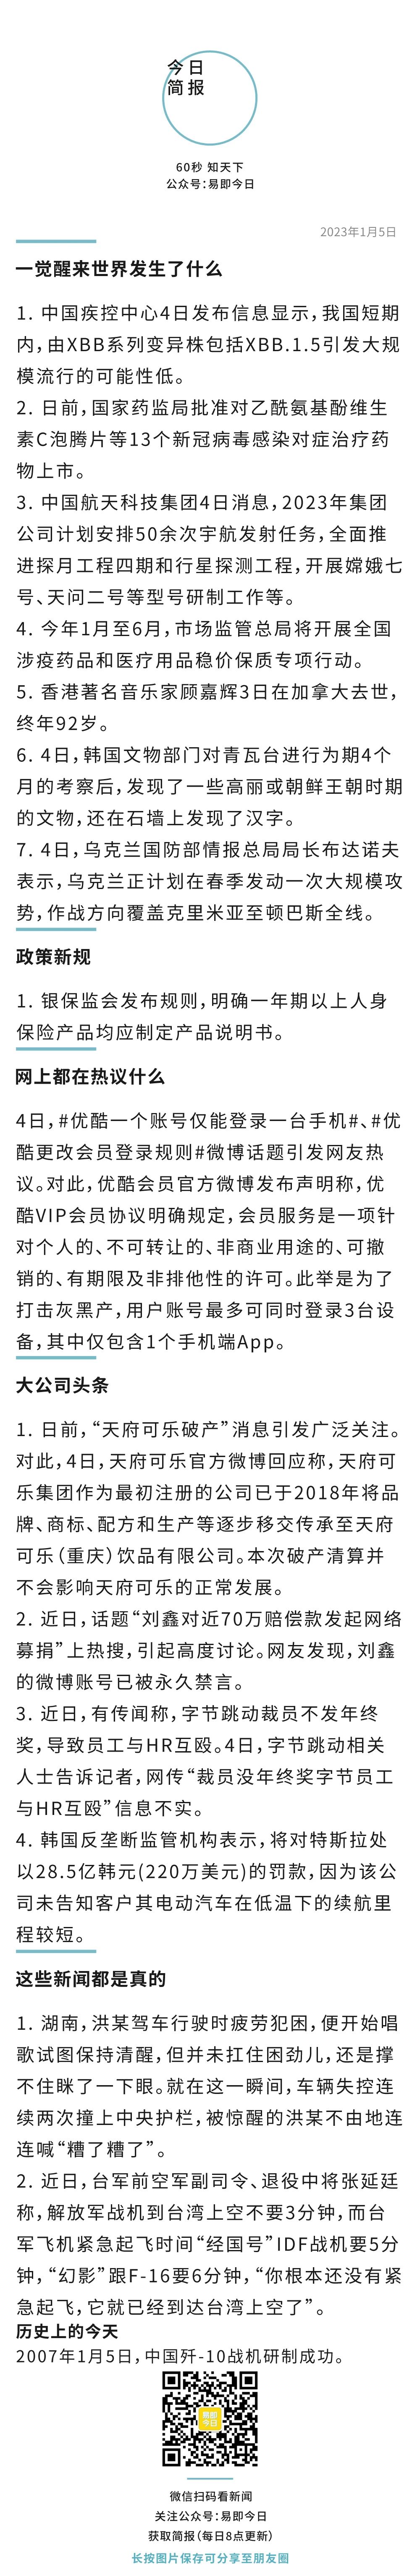 今日
简报
60秒 知天下
公众号：易即今日
2023年1月5日
一觉醒来世界发生了什么
1. 中国疾控中心4日发布信息显示，我国短期
内，由XBB系列变异株包括XBB.1.5引发大规
模流行的可能性低。
2. 日前，国家药监局批准对乙酰氨基酚维生
素C泡腾片等13个新冠病毒感染对症治疗药
物上市。
3. 中国航天科技集团4日消息，2023年集团
公司计划安排50余次宇航发射任务，全面推
进探月工程四期和行星探测工程，开展嫦娥七
号、天问二号等型号研制工作等。
4. 今年1月至6月，市场监管总局将开展全国
涉疫药品和医疗用品稳价保质专项行动。
5. 香港著名音乐家顾嘉辉3日在加拿大去世，
终年92岁。
6. 4日，韩国文物部门对青瓦台进行为期4个
月的考察后，发现了一些高丽或朝鲜王朝时期
的文物，还在石墙上发现了汉字。
7. 4日，乌克兰国防部情报总局局长布达诺夫
表示，乌克兰正计划在春季发动一次大规模攻
势，作战方向覆盖克里米亚至顿巴斯全线。
政策新规
1. 银保监会发布规则，明确一年期以上人身
保险产品均应制定产品说明书。
网上都在热议什么
4日，#优酷一个账号仅能登录一台手机#、#优
酷更改会员登录规则#微博话题引发网友热
议。对此，优酷会员官方微博发布声明称，优
酷VIP会员协议明确规定，会员服务是一项针
对个人的、不可转让的、非商业用途的、可撤
销的、有期限及非排他性的许可。此举是为了
打击灰黑产，用户账号最多可同时登录3台设
备，其中仅包含1个手机端App。
大公司头条
1. 日前，“天府可乐破产”消息引发广泛关注。
对此，4日，天府可乐官方微博回应称，天府可
乐集团作为最初注册的公司已于2018年将品
牌、商标、配方和生产等逐步移交传承至天府
可乐（重庆）饮品有限公司。本次破产清算并
不会影响天府可乐的正常发展。
2. 近日，话题“刘鑫对近70万赔偿款发起网络
募捐”上热搜，引起高度讨论。网友发现，刘鑫
的微博账号已被永久禁言。
3. 近日，有传闻称，字节跳动裁员不发年终
奖，导致员工与HR互殴。4日，字节跳动相关
人士告诉记者，网传“裁员没年终奖字节员工
与HR互殴”信息不实。
4. 韩国反垄断监管机构表示，将对特斯拉处
以28.5亿韩元(220万美元)的罚款，因为该公
司未告知客户其电动汽车在低温下的续航里
程较短。
这些新闻都是真的
1. 湖南，洪某驾车行驶时疲劳犯困，便开始唱
歌试图保持清醒，但并未扛住困劲儿，还是撑
不住眯了一下眼。就在这一瞬间，车辆失控连
续两次撞上中央护栏，被惊醒的洪某不由地连
连喊“糟了糟了”。
2. 近日，台军前空军副司令、退役中将张延廷
称，解放军战机到台湾上空不要3分钟，而台
军飞机紧急起飞时间“经国号”IDF战机要5分
钟，“幻影”跟F-16要6分钟，“你根本还没有紧
急起飞，它就已经到达台湾上空了”。
历史上的今天
2007年1月5日，中国歼-10战机研制成功。
易即
今日
微信扫码看新闻
关注公众号：易即今日
获取简报（每日8点更新）
长按图片保存可分享至朋友圈